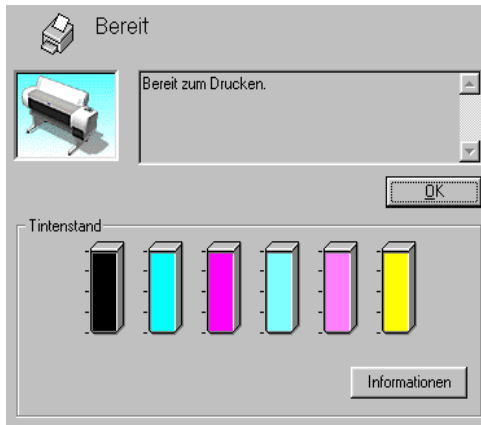 Bereit
Bereit zum Drucken.
OK
Tintenstand
Informationen